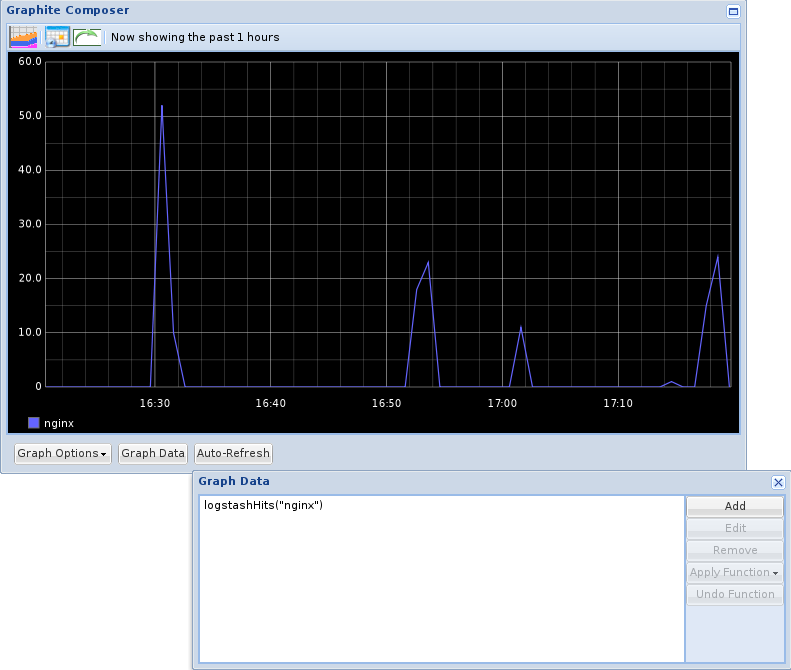 Graphite Composer
Now showing the past 1 hours
60.0
50.0
40.0
30.0
20.0
10.0
0
16:30 16:40 16:50 17:00 17:10
nginx
Graph Options Graph Data Auto-Refresh
Graph Data
logstashHits("nginx")
Add
Edit
Remove
Apply Function
Undo Function